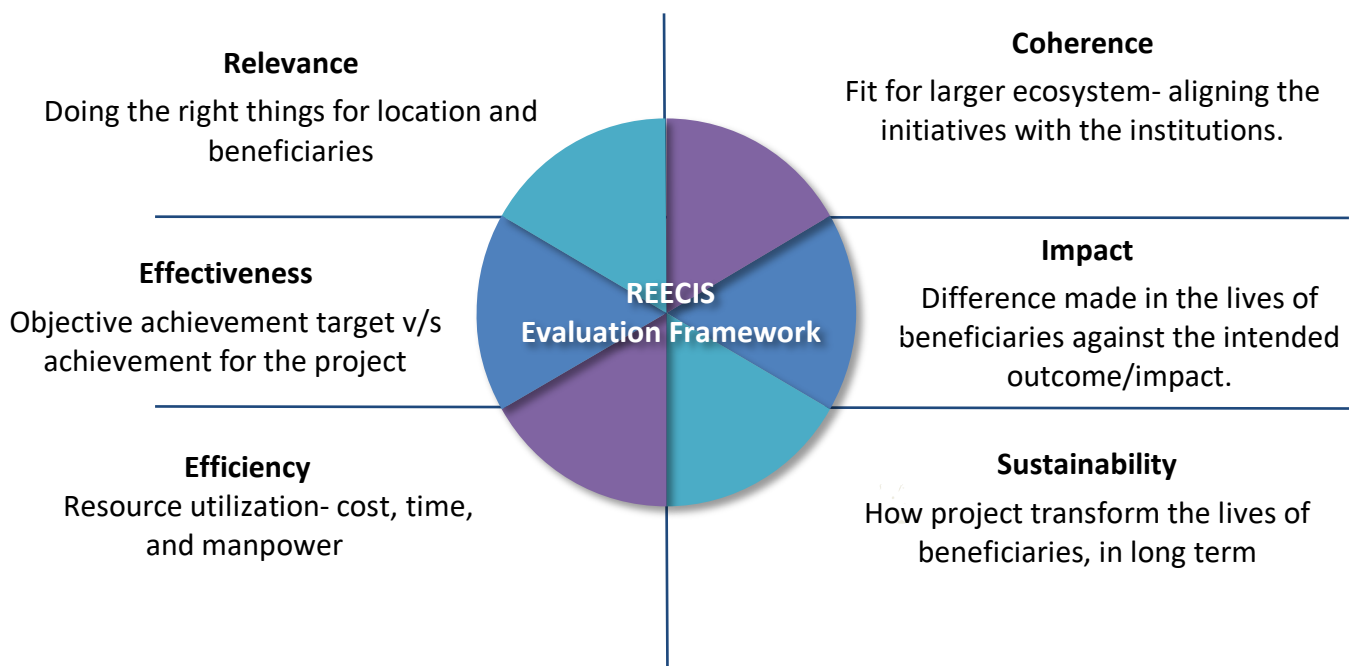 Relevance
Doing the right things for location and
beneficiaries
Effectiveness
Objective achievement target v/s
achievement for the project
Efficiency
Resource utilization- cost, time,
and manpower
REECIS
Evaluation Framework
Coherence
Fit for larger ecosystem- aligning the
initiatives with the institutions.
Impact
Difference made in the lives of
beneficiaries against the intended
outcome/impact.
Sustainability
How project transform the lives of
beneficiaries, in long term